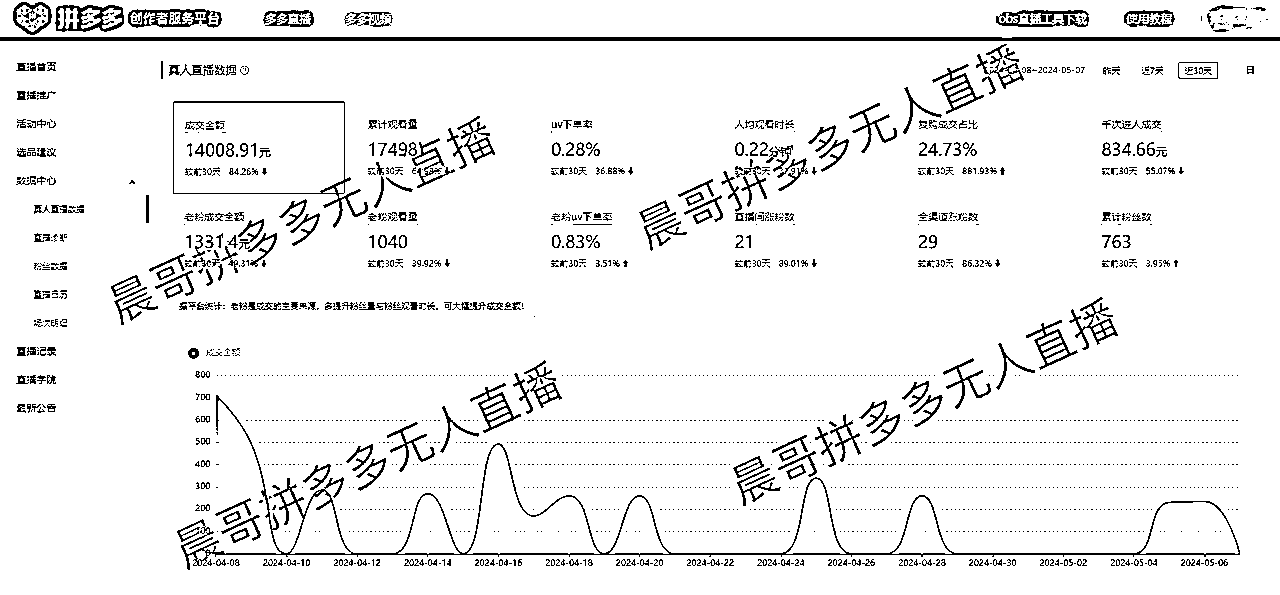 拼多多 创作者服务平台 多多直播 多多视频 obs直播工具下载 使用教程
直播首页
直播推广
活动中心
选品建议
数据中心
真人直播数据
直播诊断
粉丝数据
直播日历
场次明细
直播记录
直播学院
最新公告
真人直播数据
08~2024-05-07 昨天 近7天 近30天 日
成交金额 累计观看量 uv下单率 人均观看时长 复购成交占比 千次进入成交
14008.91元 17498 0.28% 0.22分钟 24.73% 834.66元
较前30天 84.26% 较前30天 较前30天 36.88% 较前30天 较前30天 881.93% 较前30天 55.07%
老粉成交金额 老粉观看量 老粉uv下单率 直播间涨粉数 全渠道涨粉数 累计粉丝数
1331.4元 1040 0.83% 21 29 763
较前30天 49.31% 较前30天 39.92% 较前30天 3.51% 较前30天 89.01% 较前30天 86.32% 较前30天 3.95%
据平台统计：老粉是成交的主要来源，多提升粉丝量与粉丝观看时长，可大幅提升成交金额！
成交金额
800
700
600
500
400
300
200
100
0
2024-04-08 2024-04-10 2024-04-12 2024-04-14 2024-04-16 2024-04-18 2024-04-20 2024-04-22 2024-04-24 2024-04-26 2024-04-28 2024-04-30 2024-05-02 2024-05-04 2024-05-06
晨哥拼多多无人直播
晨哥拼多多无人直播
晨哥拼多多无人直播
晨哥拼多多无人直播